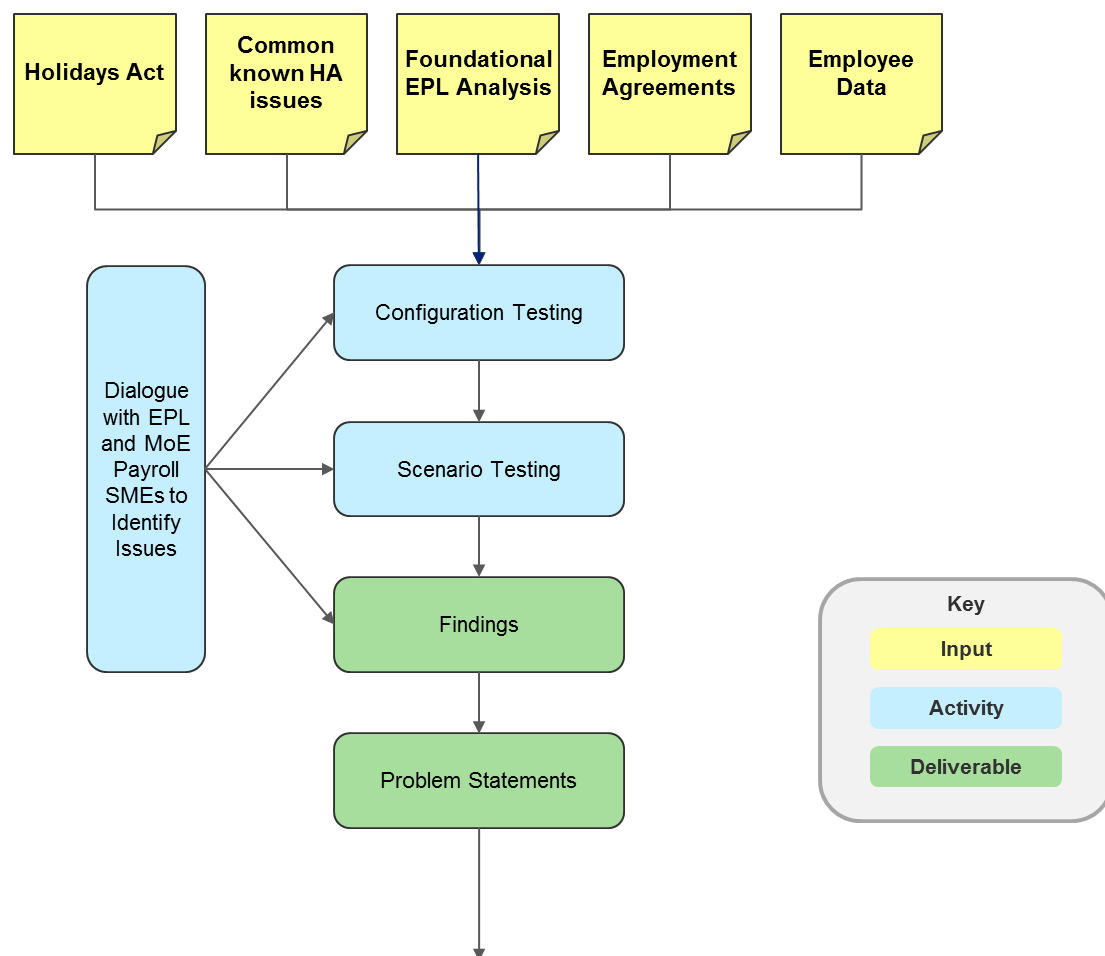 Holidays Act
Common
known HA
issues
Foundational
EPL Analysis
Employment
Agreements
Employee
Data
Configuration Testing
Dialogue
with EPL
and MoE
Payroll
SMEs to
Identify
Issues
Scenario Testing
Findings
Problem Statements
Key
Input
Activity
Deliverable